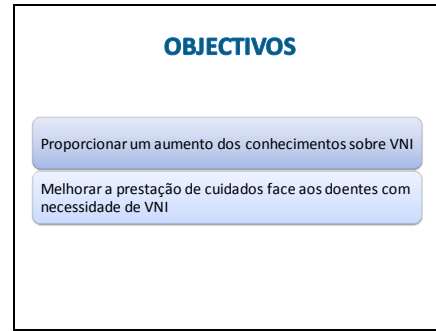 OBJECTIVOS
Proporcionar um aumento dos conhecimentos sobre VNI
Melhorar a prestação de cuidados face aos doentes com
necessidade de VNI